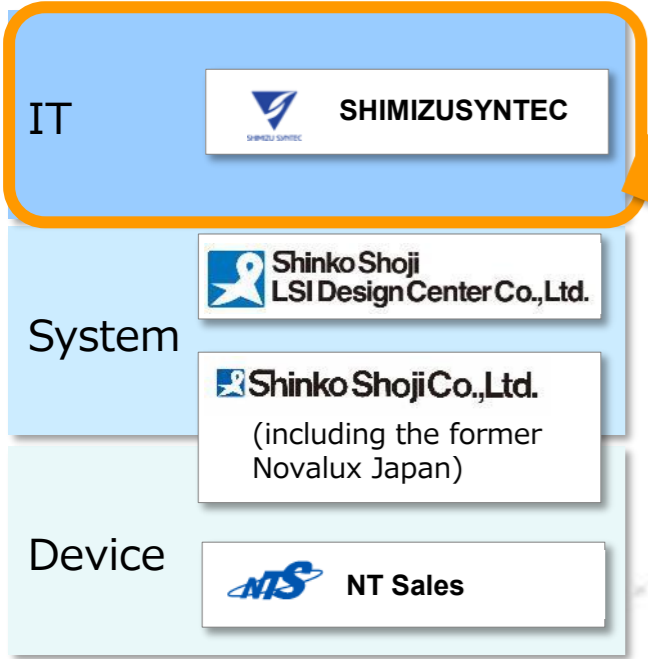 IT
SHIMIZU SYNTEC
SHIMIZUSYNTEC
Shinko Shoji
LSI Design Center Co.,Ltd.
System
Shinko Shoji Co.,Ltd.
(including the former
Novalux Japan)
Device
NTS
NT Sales